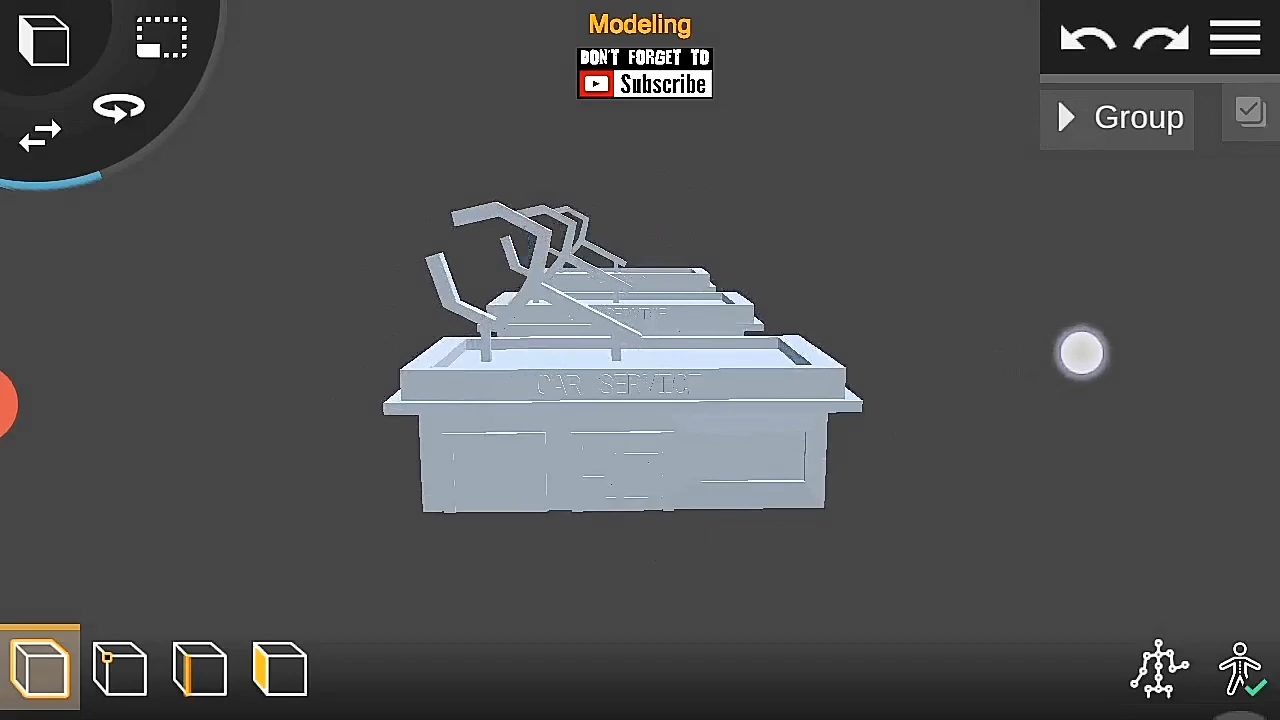 Modeling
DON'T FORGET TO
Subscribe
Group
CAR SERVICE